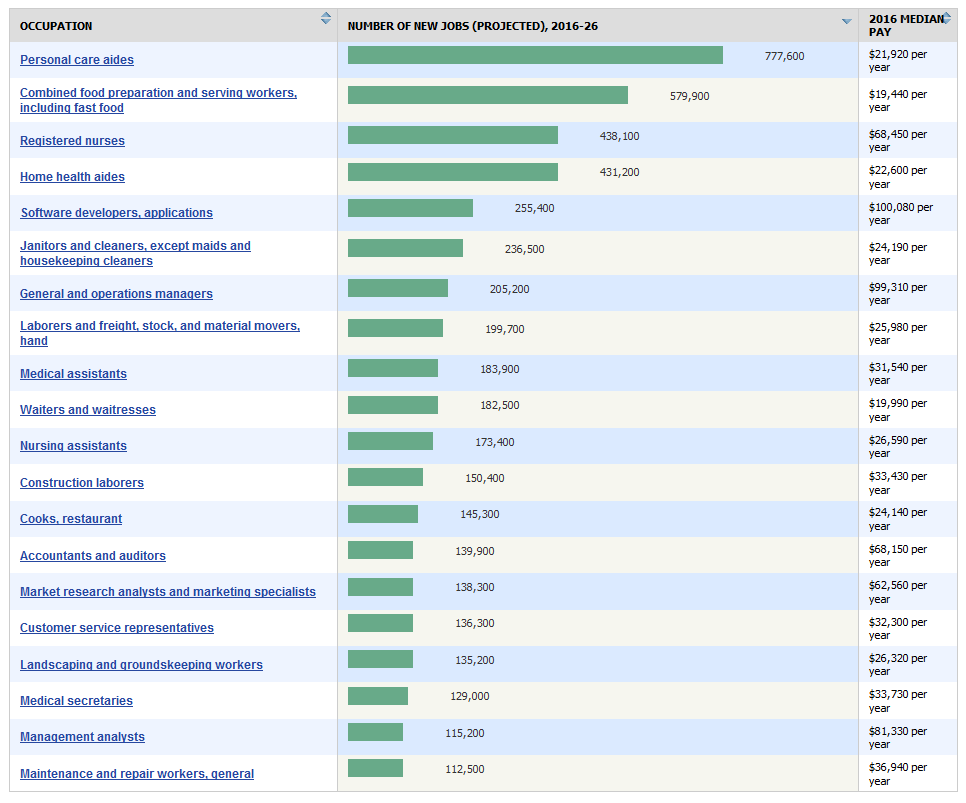 OCCUPATION NUMBER OF NEW JOBS (PROJECTED), 2016-26 2016 MEDIAN
PAY
Personal care aides 777,600 $21,920 per
year
Combined food preparation and serving workers,
including fast food 579,900 $19,440 per
year
Registered nurses 438,100 $68,450 per
year
Home health aides 431,200 $22,600 per
year
Software developers, applications 255,400 $100,080 per
year
Janitors and cleaners, except maids and
housekeeping cleaners 236,500 $24,190 per
year
General and operations managers 205,200 $99,310 per
year
Laborers and freight, stock, and material movers,
hand 199,700 $25,980 per
year
Medical assistants 183,900 $31,540 per
year
Waiters and waitresses 182,500 $19,990 per
year
Nursing assistants 173,400 $26,590 per
year
Construction laborers 150,400 $33,430 per
year
Cooks, restaurant 145,300 $24,140 per
year
Accountants and auditors 139,900 $68,150 per
year
Market research analysts and marketing specialists 138,300 $62,560 per
year
Customer service representatives 136,300 $32,300 per
year
Landscaping and groundskeeping workers 135,200 $26,320 per
year
Medical secretaries 129,000 $33,730 per
year
Management analysts 115,200 $81,330 per
year
Maintenance and repair workers, general 112,500 $36,940 per
year